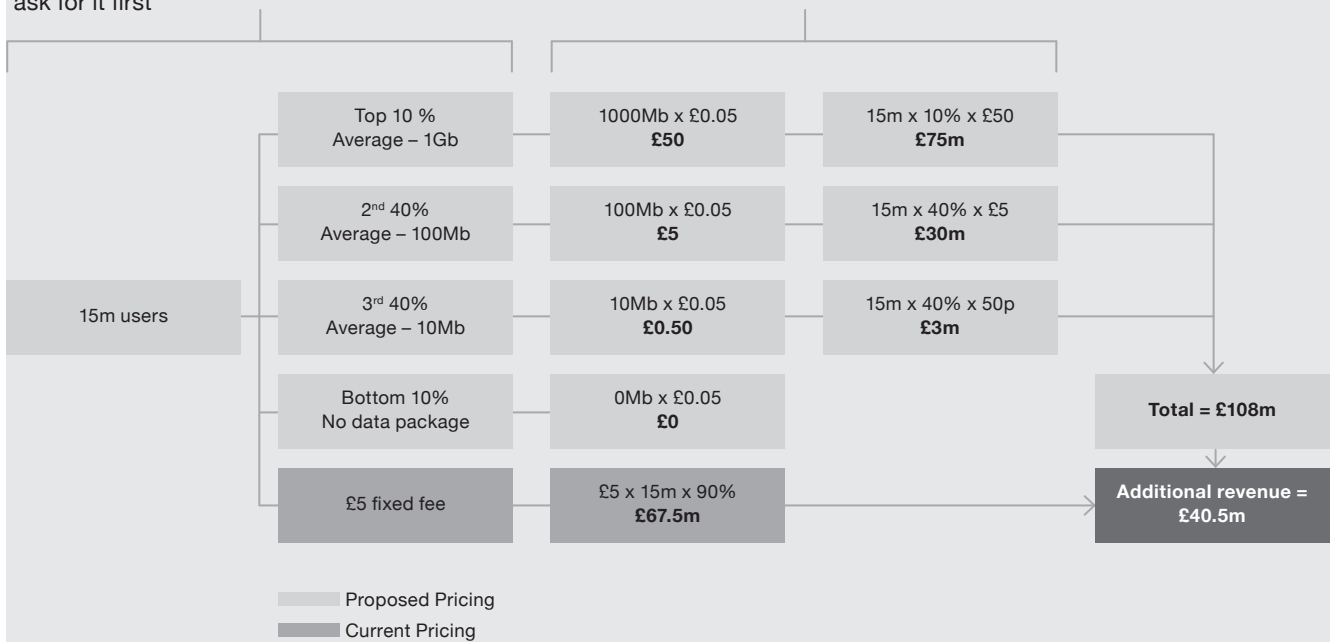 ask for it first
Top 10 %
Average – 1Gb
1000Mb x £0.05
£50
15m x 10% x £50
£75m
2nd 40%
Average – 100Mb
100Mb x £0.05
£5
15m x 40% x £5
£30m
15m users
3rd 40%
Average – 10Mb
10Mb x £0.05
£0.50
15m x 40% x 50p
£3m
Bottom 10%
No data package
0Mb x £0.05
£0
Total = £108m
£5 fixed fee
£5 x 15m x 90%
£67.5m
Additional revenue =
£40.5m
Proposed Pricing
Current Pricing